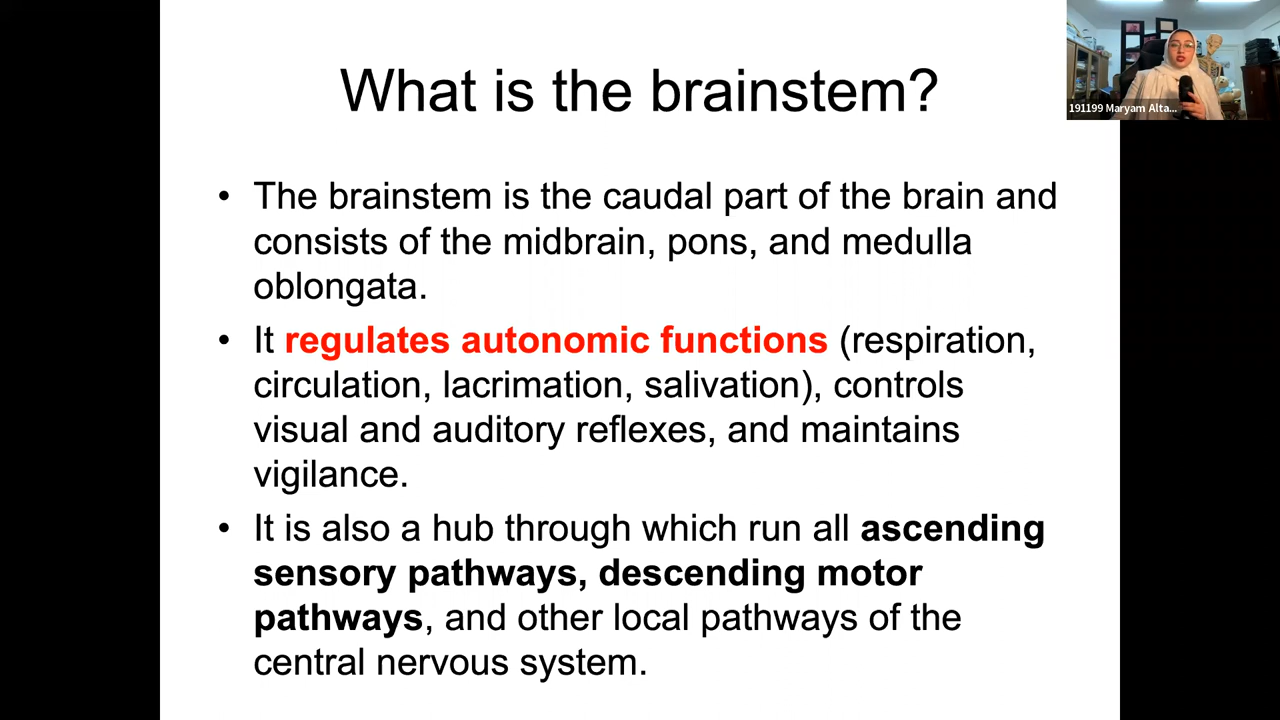 What is the brainstem?
191199 Maryam Alta...
• The brainstem is the caudal part of the brain and
consists of the midbrain, pons, and medulla
oblongata.
• It regulates autonomic functions (respiration,
circulation, lacrimation, salivation), controls
visual and auditory reflexes, and maintains
vigilance.
• It is also a hub through which run all ascending
sensory pathways, descending motor
pathways, and other local pathways of the
central nervous system.